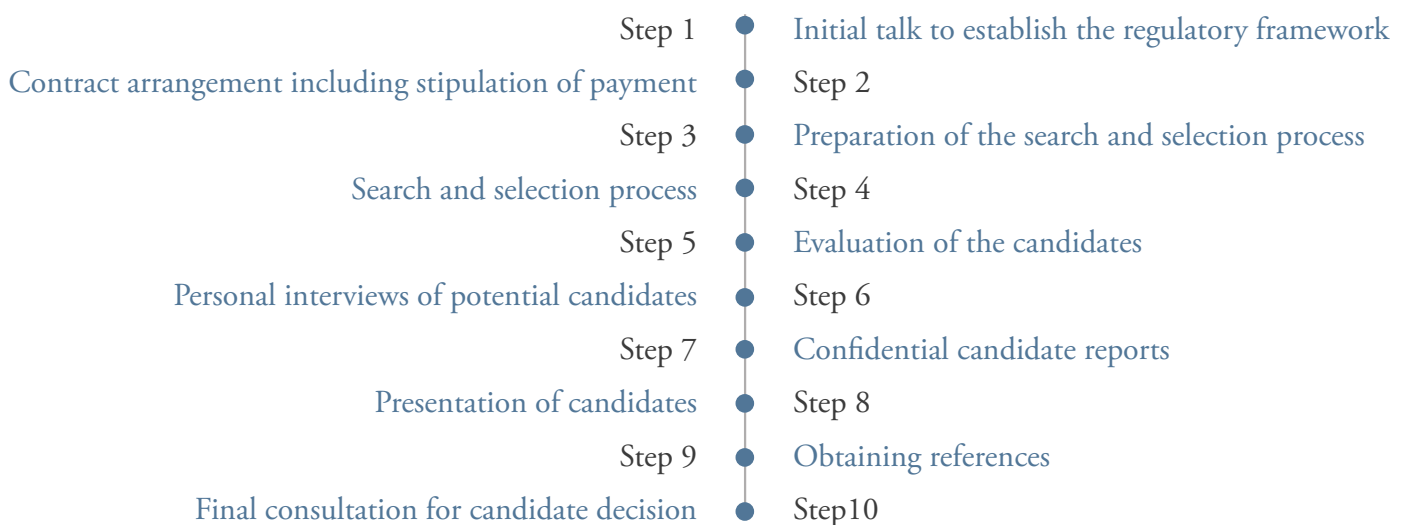 Step 1 Initial talk to establish the regulatory framework
Contract arrangement including stipulation of payment Step 2
Step 3 Preparation of the search and selection process
Search and selection process Step 4
Step 5 Evaluation of the candidates
Personal interviews of potential candidates Step 6
Step 7 Confidential candidate reports
Presentation of candidates Step 8
Step 9 Obtaining references
Final consultation for candidate decision Step10